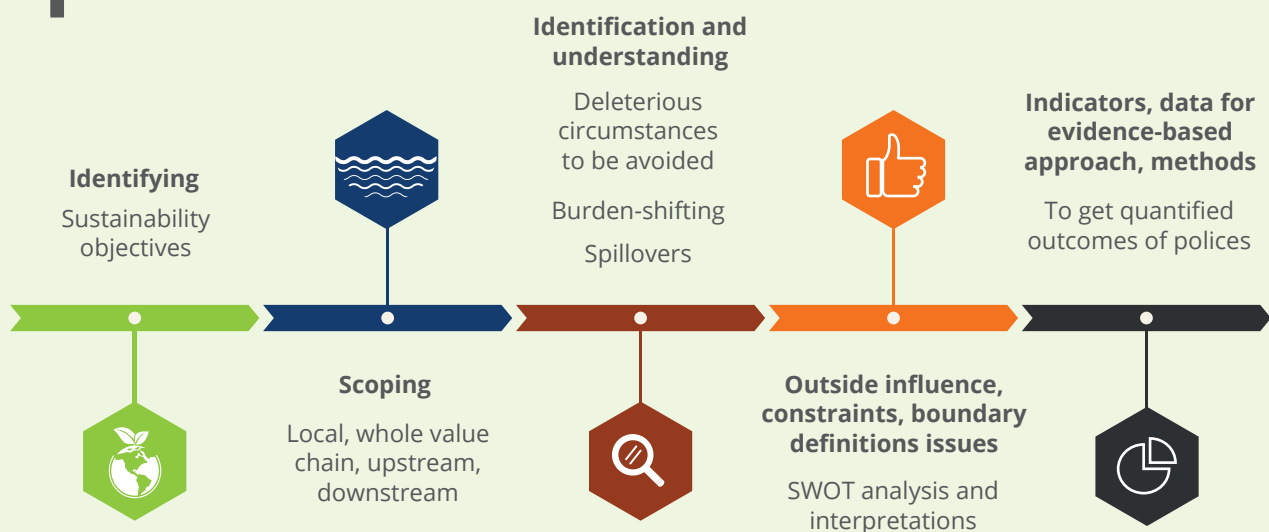 Identifying
Sustainability
objectives
Scoping
Local, whole value
chain, upstream,
downstream
Identification and
understanding
Deleterious
circumstances
to be avoided
Burden-shifting
Spillovers
Outside influence,
constraints, boundary
definitions issues
SWOT analysis and
interpretations
Indicators, data for
evidence-based
approach, methods
To get quantified
outcomes of polices